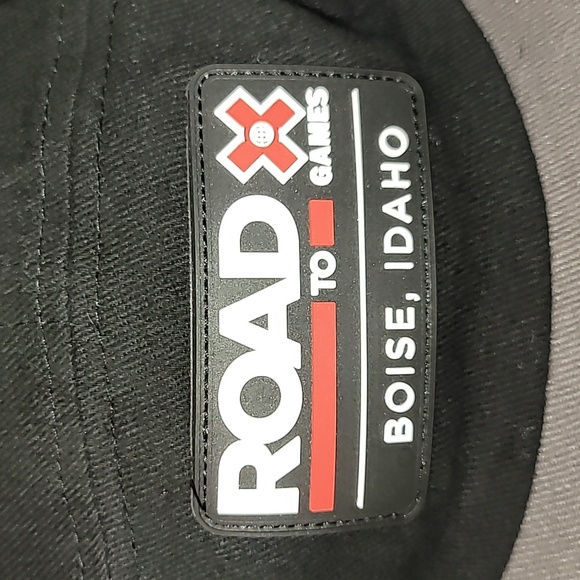 ROAD X
TO GAMES
BOISE, IDAHO